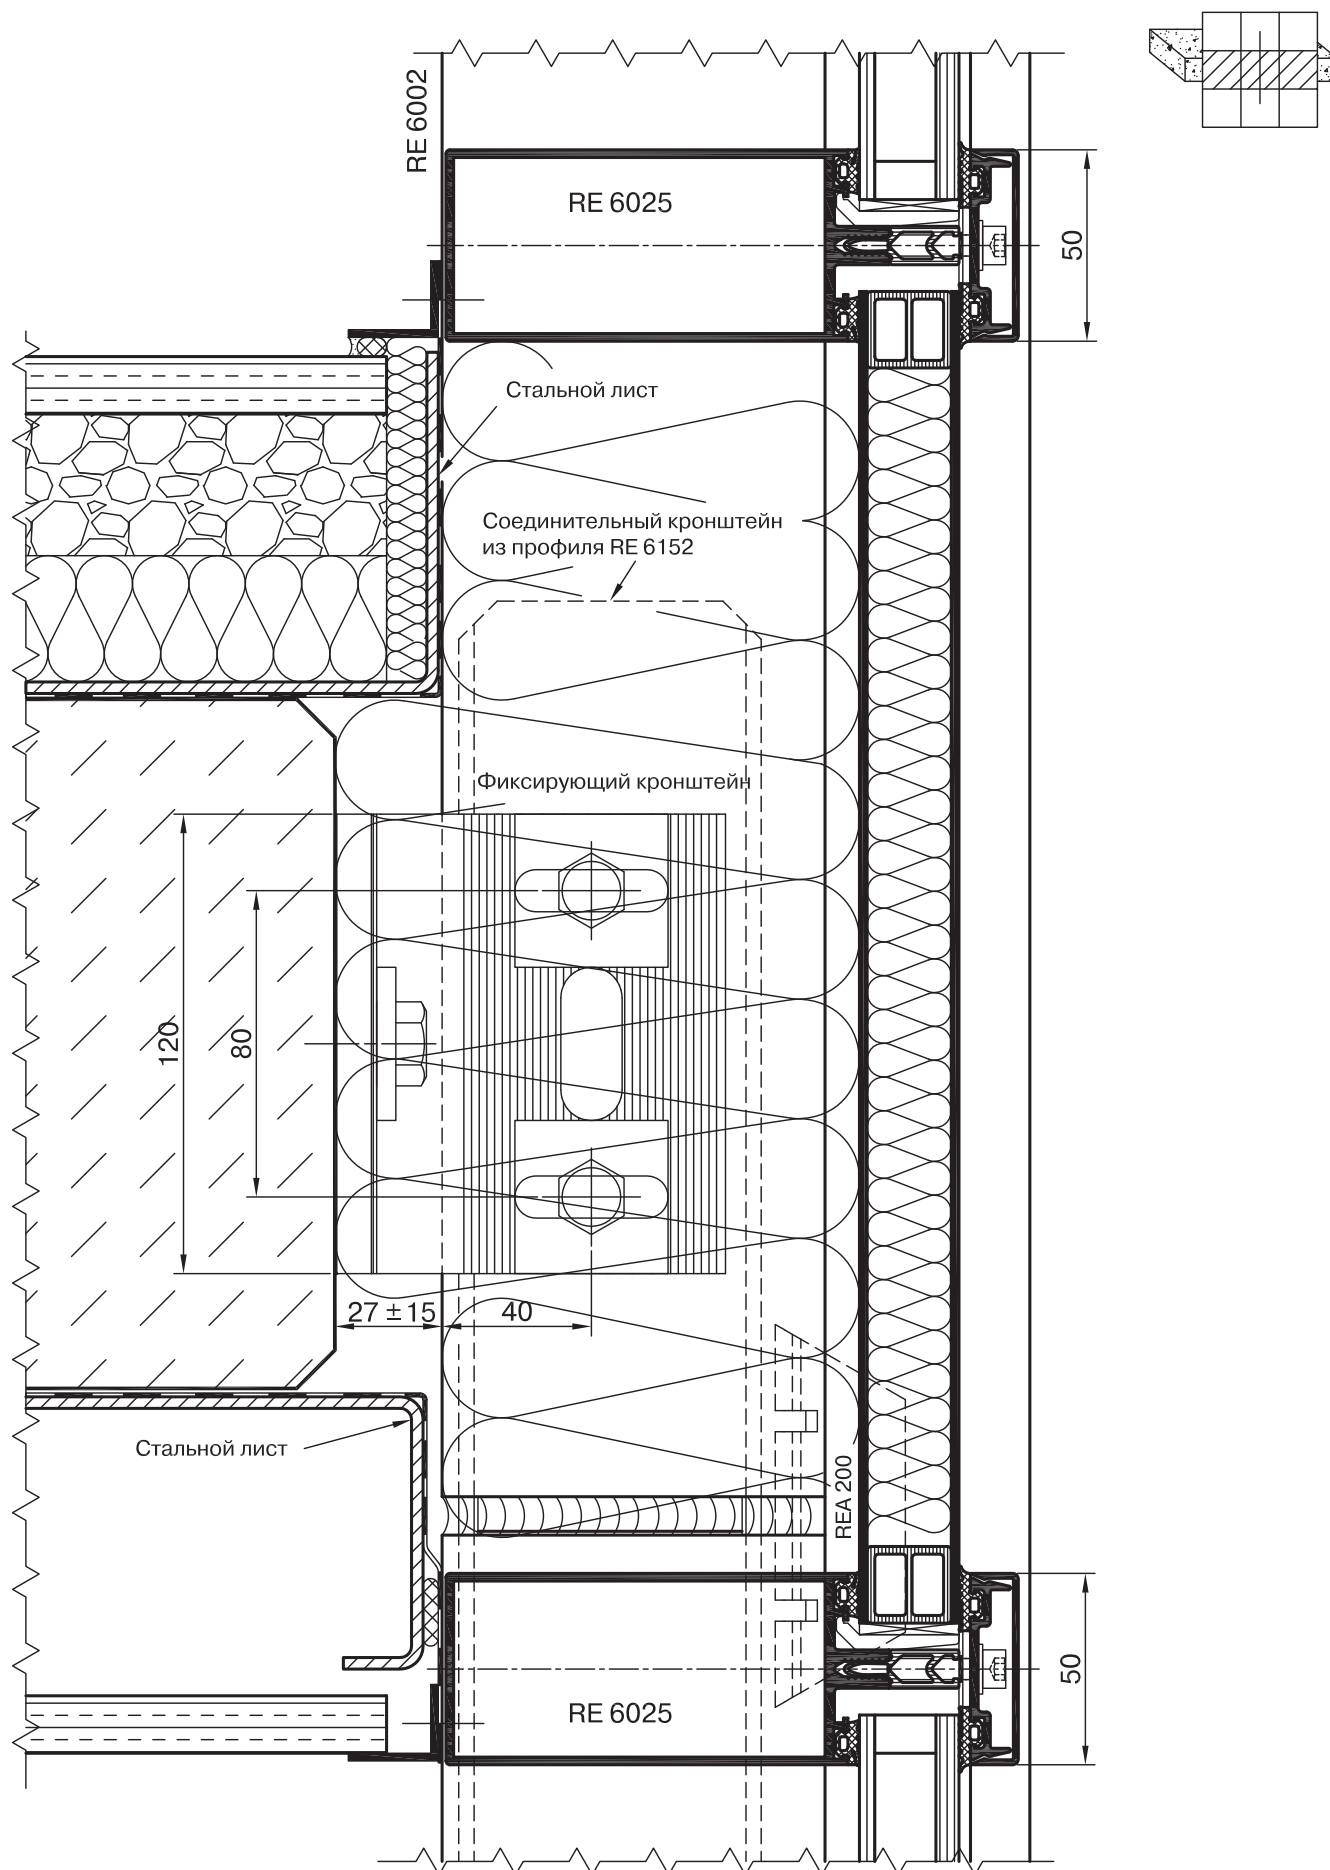 RE 6002
RE 6025
50
Стальной лист
Соединительный кронштейн
из профиля RE 6152
Фиксирующий кронштейн
120
80
27 ± 15
40
Стальной лист
REA 200
RE 6025
50